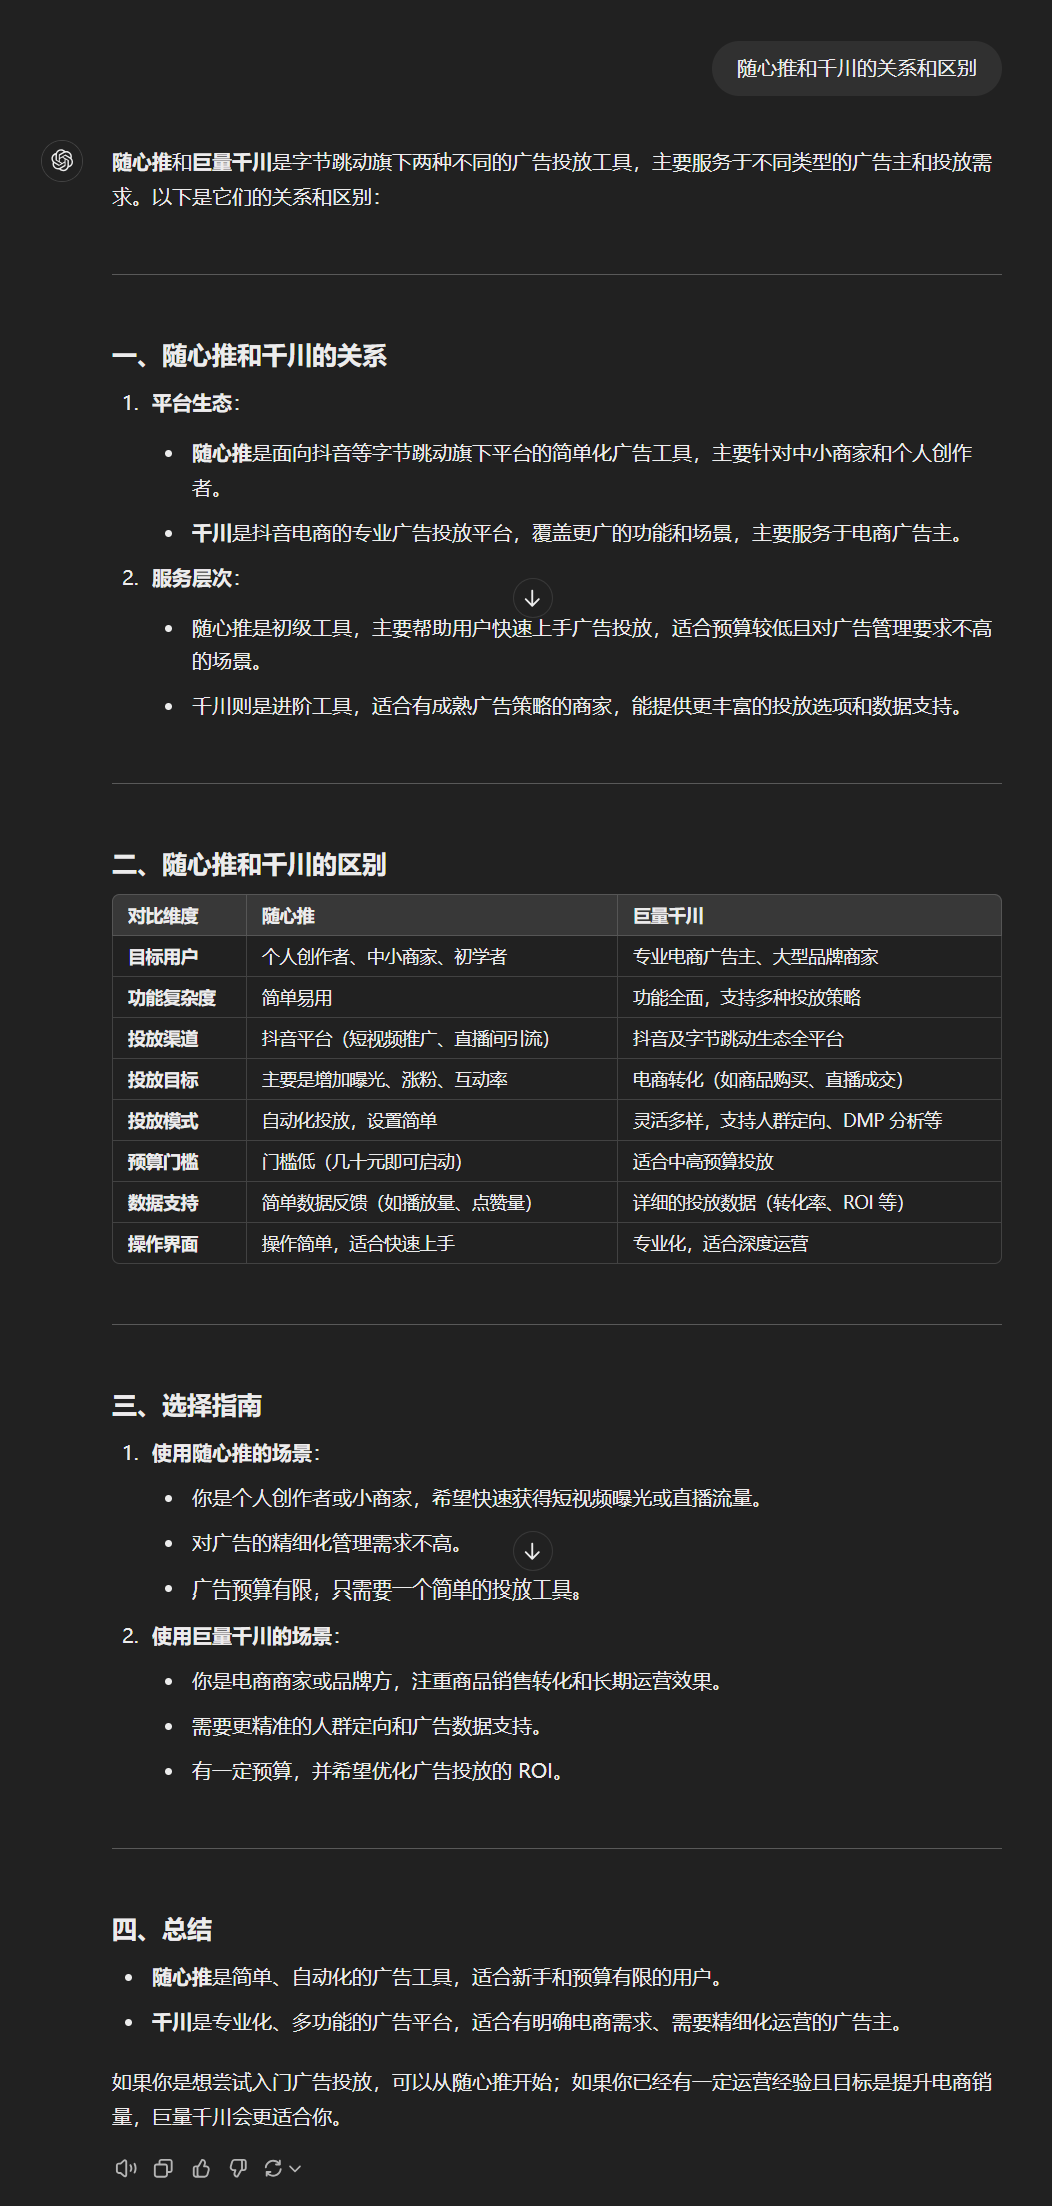 随心推和千川的关系和区别
随心推和巨量千川是字节跳动旗下两种不同的广告投放工具，主要服务于不同类型的广告主和投放需
求。以下是它们的关系和区别：
一、随心推和千川的关系
1. 平台生态：
• 随心推是面向抖音等字节跳动旗下平台的简单化广告工具，主要针对中小商家和个人创作
者。
• 千川是抖音电商的专业广告投放平台，覆盖更广的功能和场景，主要服务于电商广告主。
2. 服务层次：
• 随心推是初级工具，主要帮助用户快速上手广告投放，适合预算较低且对广告管理要求不高
的场景。
• 千川则是进阶工具，适合有成熟广告策略的商家，能提供更丰富的投放选项和数据支持。
二、随心推和千川的区别
对比维度 随心推 巨量千川
目标用户 个人创作者、中小商家、初学者 专业电商广告主、大型品牌商家
功能复杂度 简单易用 功能全面，支持多种投放策略
投放渠道 抖音平台（短视频推广、直播间引流） 抖音及字节跳动生态全平台
投放目标 主要是增加曝光、涨粉、互动率 电商转化（如商品购买、直播成交）
投放模式 自动化投放，设置简单 灵活多样，支持人群定向、DMP 分析等
预算门槛 门槛低（几十元即可启动） 适合中高预算投放
数据支持 简单数据反馈（如播放量、点赞量） 详细的投放数据（转化率、ROI 等）
操作界面 操作简单，适合快速上手 专业化，适合深度运营
三、选择指南
1. 使用随心推的场景：
• 你是个人创作者或小商家，希望快速获得短视频曝光或直播流量。
• 对广告的精细化管理需求不高。
• 广告预算有限，只需要一个简单的投放工具。
2. 使用巨量千川的场景：
• 你是电商商家或品牌方，注重商品销售转化和长期运营效果。
• 需要更精准的人群定向和广告数据支持。
• 有一定预算，并希望优化广告投放的 ROI。
四、总结
• 随心推是简单、自动化的广告工具，适合新手和预算有限的用户。
• 千川是专业化、多功能的广告平台，适合有明确电商需求、需要精细化运营的广告主。
如果你是想尝试入门广告投放，可以从随心推开始；如果你已经有一定运营经验且目标是提升电商销
量，巨量千川会更适合你。